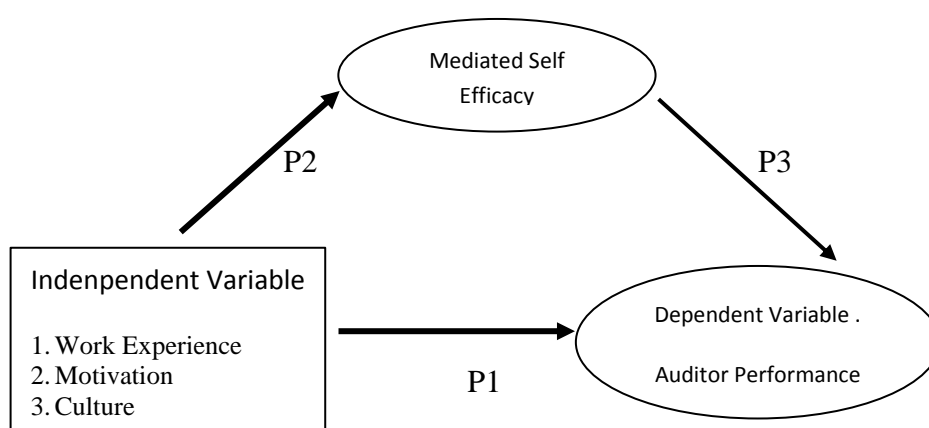 Mediated Self
Efficacy
P2
P3
Indenpendent Variable
1. Work Experience
2. Motivation
3. Culture
P1
Dependent Variable .
Auditor Performance